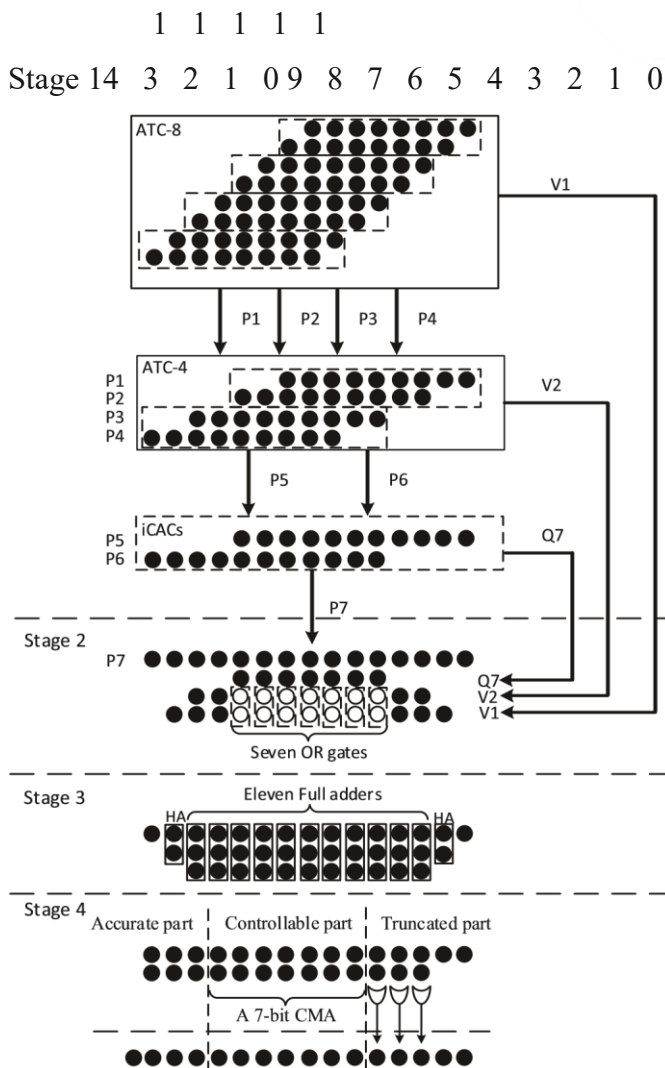 1 1 1 1 1
Stage 14 3 2 1 0 9 8 7 6 5 4 3 2 1 0
ATC-8
V1
P1 P2 P3 P4
ATC-4
P1
P2
V2
P3
P4
P5 P6
iCACs
P5
P6
Q7
P7
Stage 2
P7
Q7
V2
V1
Seven OR gates
Stage 3
Eleven Full adders
HA HA
Stage 4
Accurate part Controllable part Truncated part
A 7-bit CMA